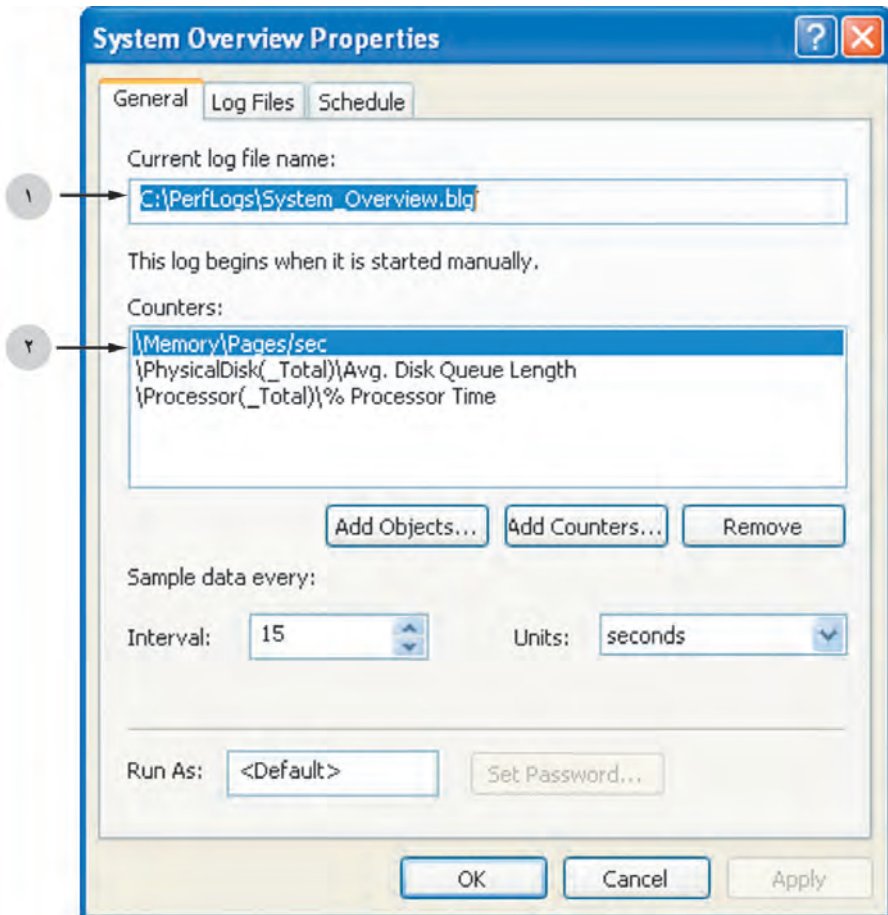 System Overview Properties
General Log Files Schedule
Current log file name:
۱
C:\PerfLogs\System_Overview.blg
This log begins when it is started manually.
Counters:
۲
\Memory\Pages/sec
\PhysicalDisk(_Total)\Avg. Disk Queue Length
\Processor(_Total)\% Processor Time
Add Objects... Add Counters... Remove
Sample data every:
Interval: 15 Units: seconds
Run As: <Default> Set Password...
OK Cancel Apply